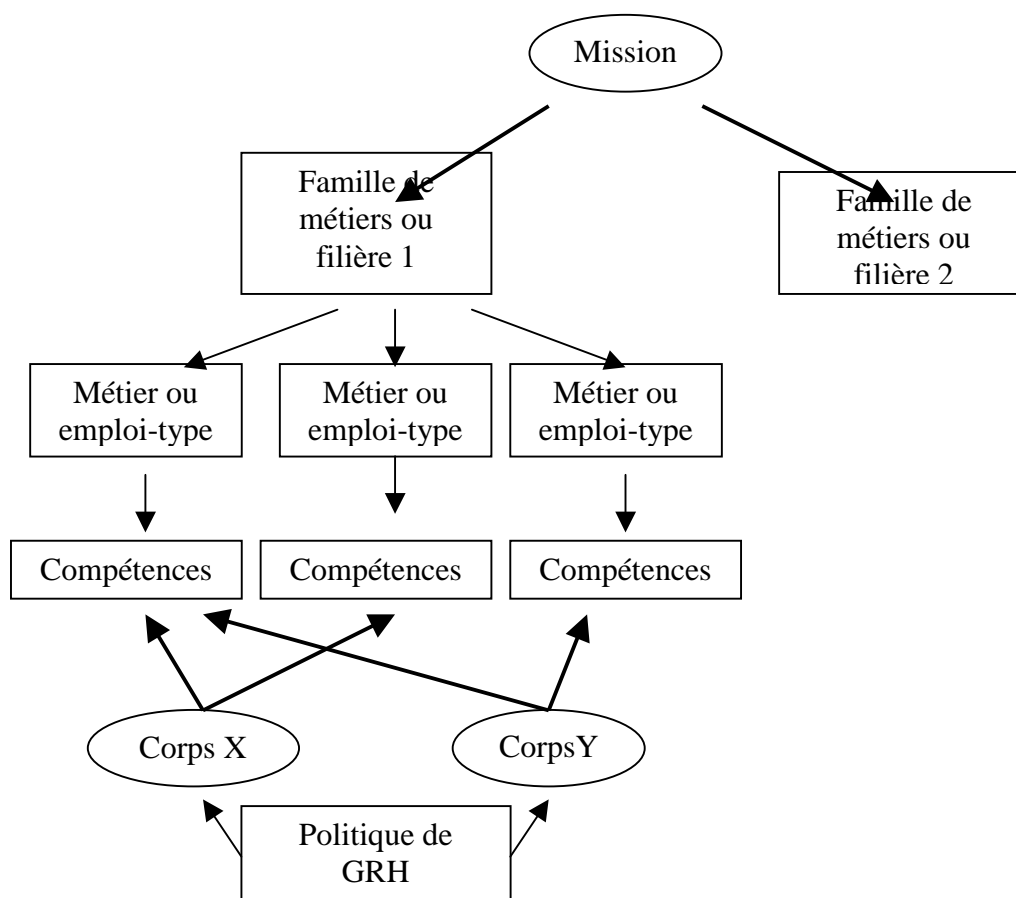 Mission
Famille de
métiers ou
filière 1
Famille de
métiers ou
filière 2
Métier ou
emploi-type
Métier ou
emploi-type
Métier ou
emploi-type
Compétences
Compétences
Compétences
Corps X
CorpsY
Politique de
GRH